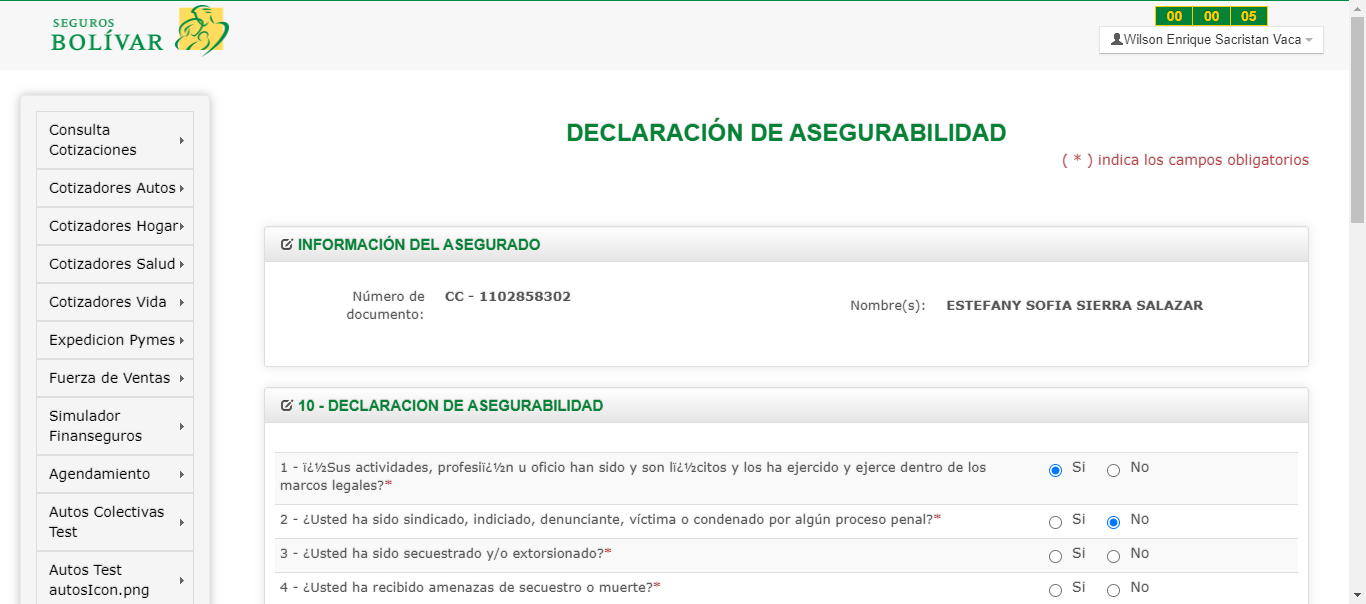 SEGUROS
BOLÍVAR
00 00 05
Wilson Enrique Sacristan Vaca
Consulta
Cotizaciones
Cotizadores Autos
Cotizadores Hogar
Cotizadores Salud
Cotizadores Vida
Expedicion Pymes
Fuerza de Ventas
Simulador
Finanseguros
Agendamiento
Autos Colectivas
Test
Autos Test
autosIcon.png
DECLARACIÓN DE ASEGURABILIDAD
( * ) indica los campos obligatorios
INFORMACIÓN DEL ASEGURADO
Número de
documento:
CC - 1102858302
Nombre(s): ESTEFANY SOFIA SIERRA SALAZAR
10 - DECLARACION DE ASEGURABILIDAD
1 - ï¿½Sus actividades, profesiï¿½n u oficio han sido y son lï¿½citos y los ha ejercido y ejerce dentro de los
marcos legales?*
Si No
2 - ¿Usted ha sido sindicado, indiciado, denunciante, víctima o condenado por algún proceso penal?* Si No
3 - ¿Usted ha sido secuestrado y/o extorsionado?* Si No
4 - ¿Usted ha recibido amenazas de secuestro o muerte?* Si No